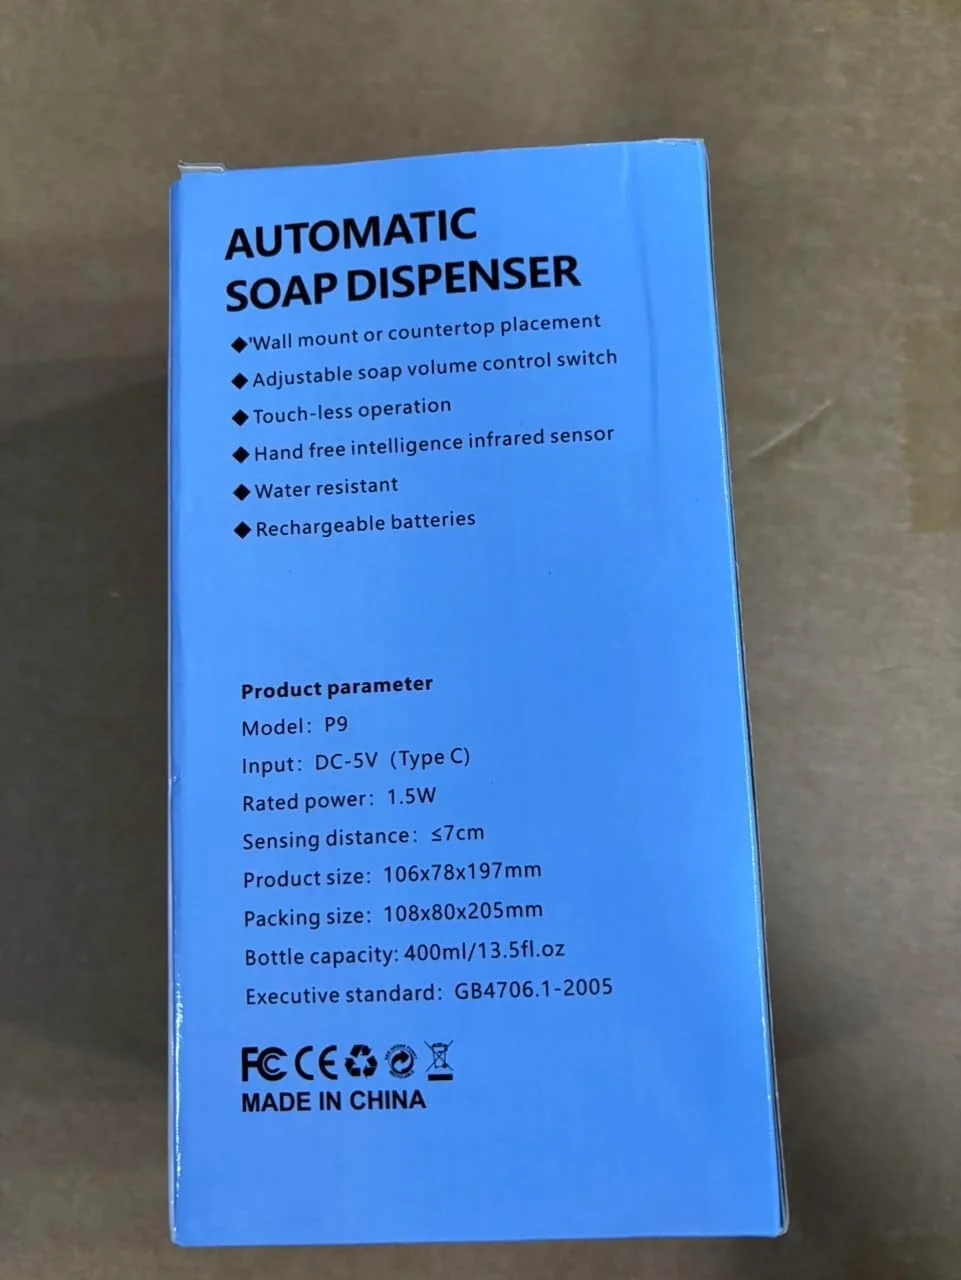 AUTOMATIC
SOAP DISPENSER
◆'Wall mount or countertop placement
◆Adjustable soap volume control switch
◆Touch-less operation
◆Hand free intelligence infrared sensor
◆Water resistant
◆Rechargeable batteries
Product parameter
Model: P9
Input: DC-5V (Type C)
Rated power: 1.5W
Sensing distance: ≤7cm
Product size: 106x78x197mm
Packing size: 108x80x205mm
Bottle capacity: 400ml/13.5fl.oz
Executive standard: GB4706.1-2005
FC CE
MADE IN CHINA